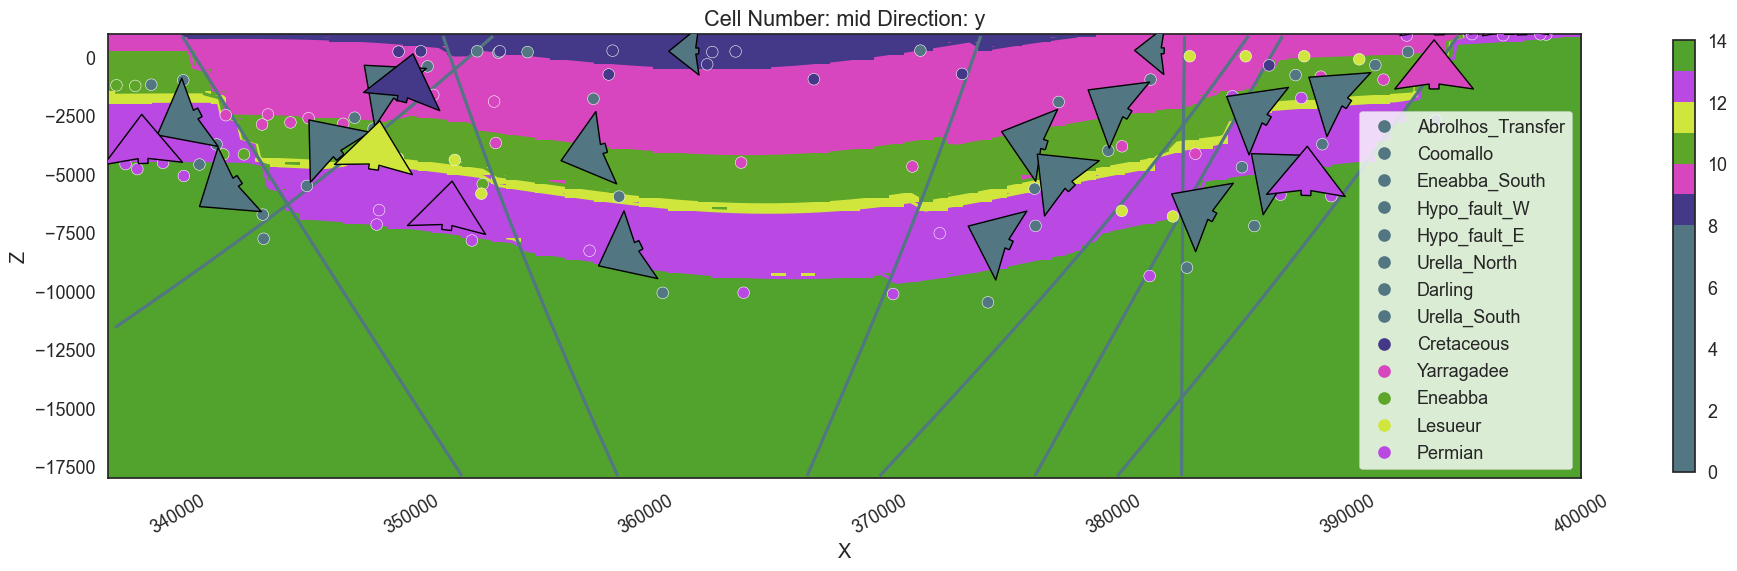 Cell Number: mid Direction: y
0
−2500
−5000
−7500
−10000
−12500
−15000
−17500
Z
340000
350000
360000
370000
380000
390000
400000
X
Abrolhos_Transfer
Coomallo
Eneabba_South
Hypo_fault_W
Hypo_fault_E
Urella_North
Darling
Urella_South
Cretaceous
Yarragadee
Eneabba
Lesueur
Permian
14
12
10
8
6
4
2
0